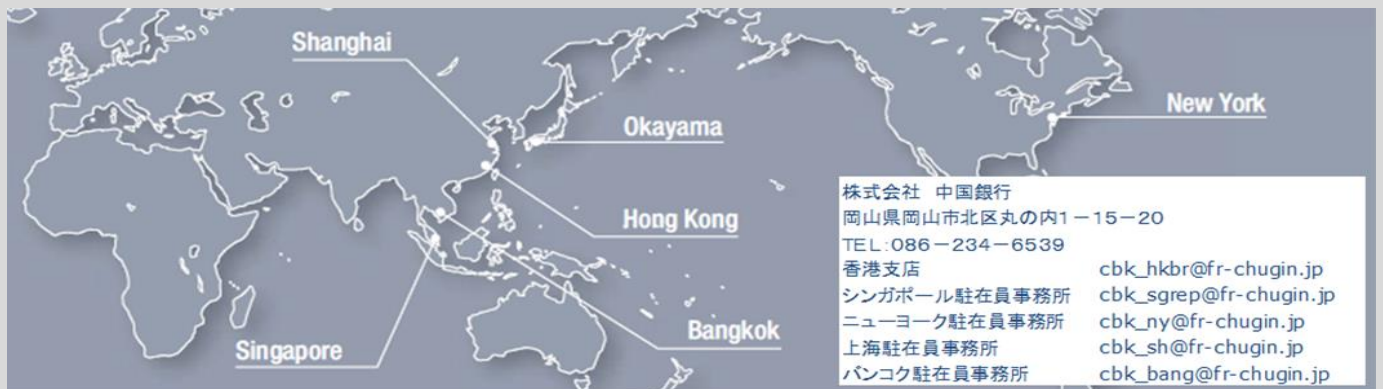 Shanghai
Okayama
New York
Hong Kong
Bangkok
Singapore
株式会社　中国銀行
岡山県岡山市北区丸の内1－15－20
TEL:086－234－6539
香港支店 cbk_hkbr@fr-chugin.jp
シンガポール駐在員事務所 cbk_sgrep@fr-chugin.jp
ニューヨーク駐在員事務所 cbk_ny@fr-chugin.jp
上海駐在員事務所 cbk_sh@fr-chugin.jp
バンコク駐在員事務所 cbk_bang@fr-chugin.jp